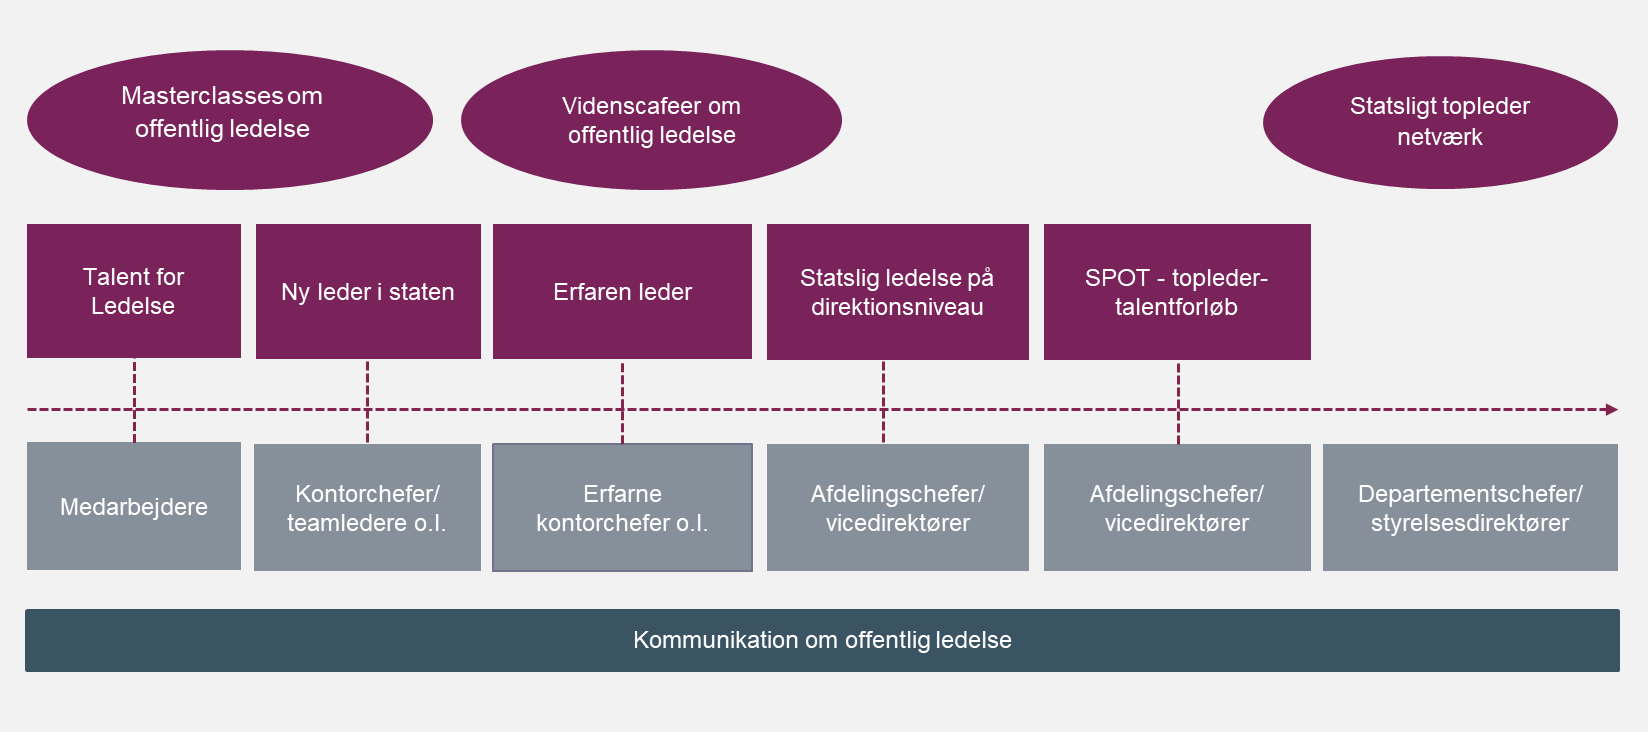 Masterclasses om
offentlig ledelse
Videnscafeer om
offentlig ledelse
Statsligt topleder
netværk
Talent for
Ledelse
Ny leder i staten
Erfaren leder
Statslig ledelse på
direktionsniveau
SPOT - topleder-
talentforløb
Medarbejdere
Kontorchefer/
teamledere o.l.
Erfarne
kontorchefer o.l.
Afdelingschefer/
vicedirektører
Afdelingschefer/
vicedirektører
Departementschefer/
styrelsesdirektører
Kommunikation om offentlig ledelse